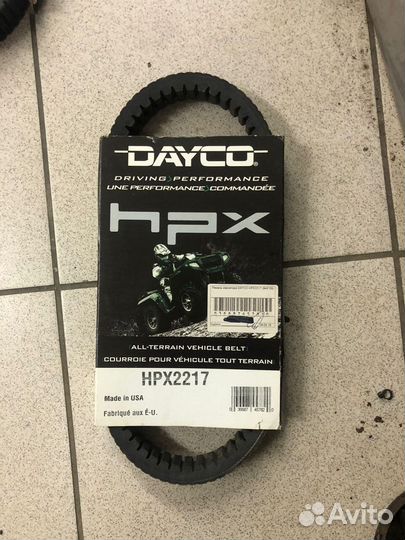 DAYCO
DRIVING PERFORMANCE
UNE PERFORMANCE COMMANDÉE
hpx
ALL-TERRAIN VEHICLE BELT
COURROIE POUR VÉHICULE TOUT TERRAIN
HPX2217
Made in USA
Fabriqué aux É-U.
Avito